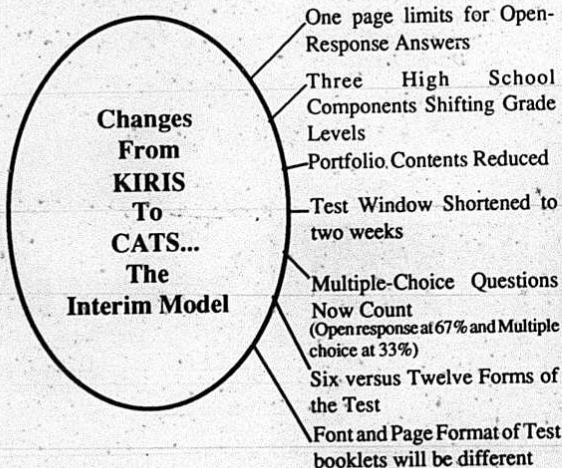 Changes
From
KIRIS
To
CATS...
The
Interim Model
One page limits for Open-
Response Answers
Three High School
Components Shifting Grade
Levels
Portfolio Contents Reduced
Test Window Shortened to
two weeks
Multiple-Choice Questions
Now Count
(Open response at 67% and Multiple
choice at 33%)
Six versus Twelve Forms of
the Test
Font and Page Format of Test
booklets will be different